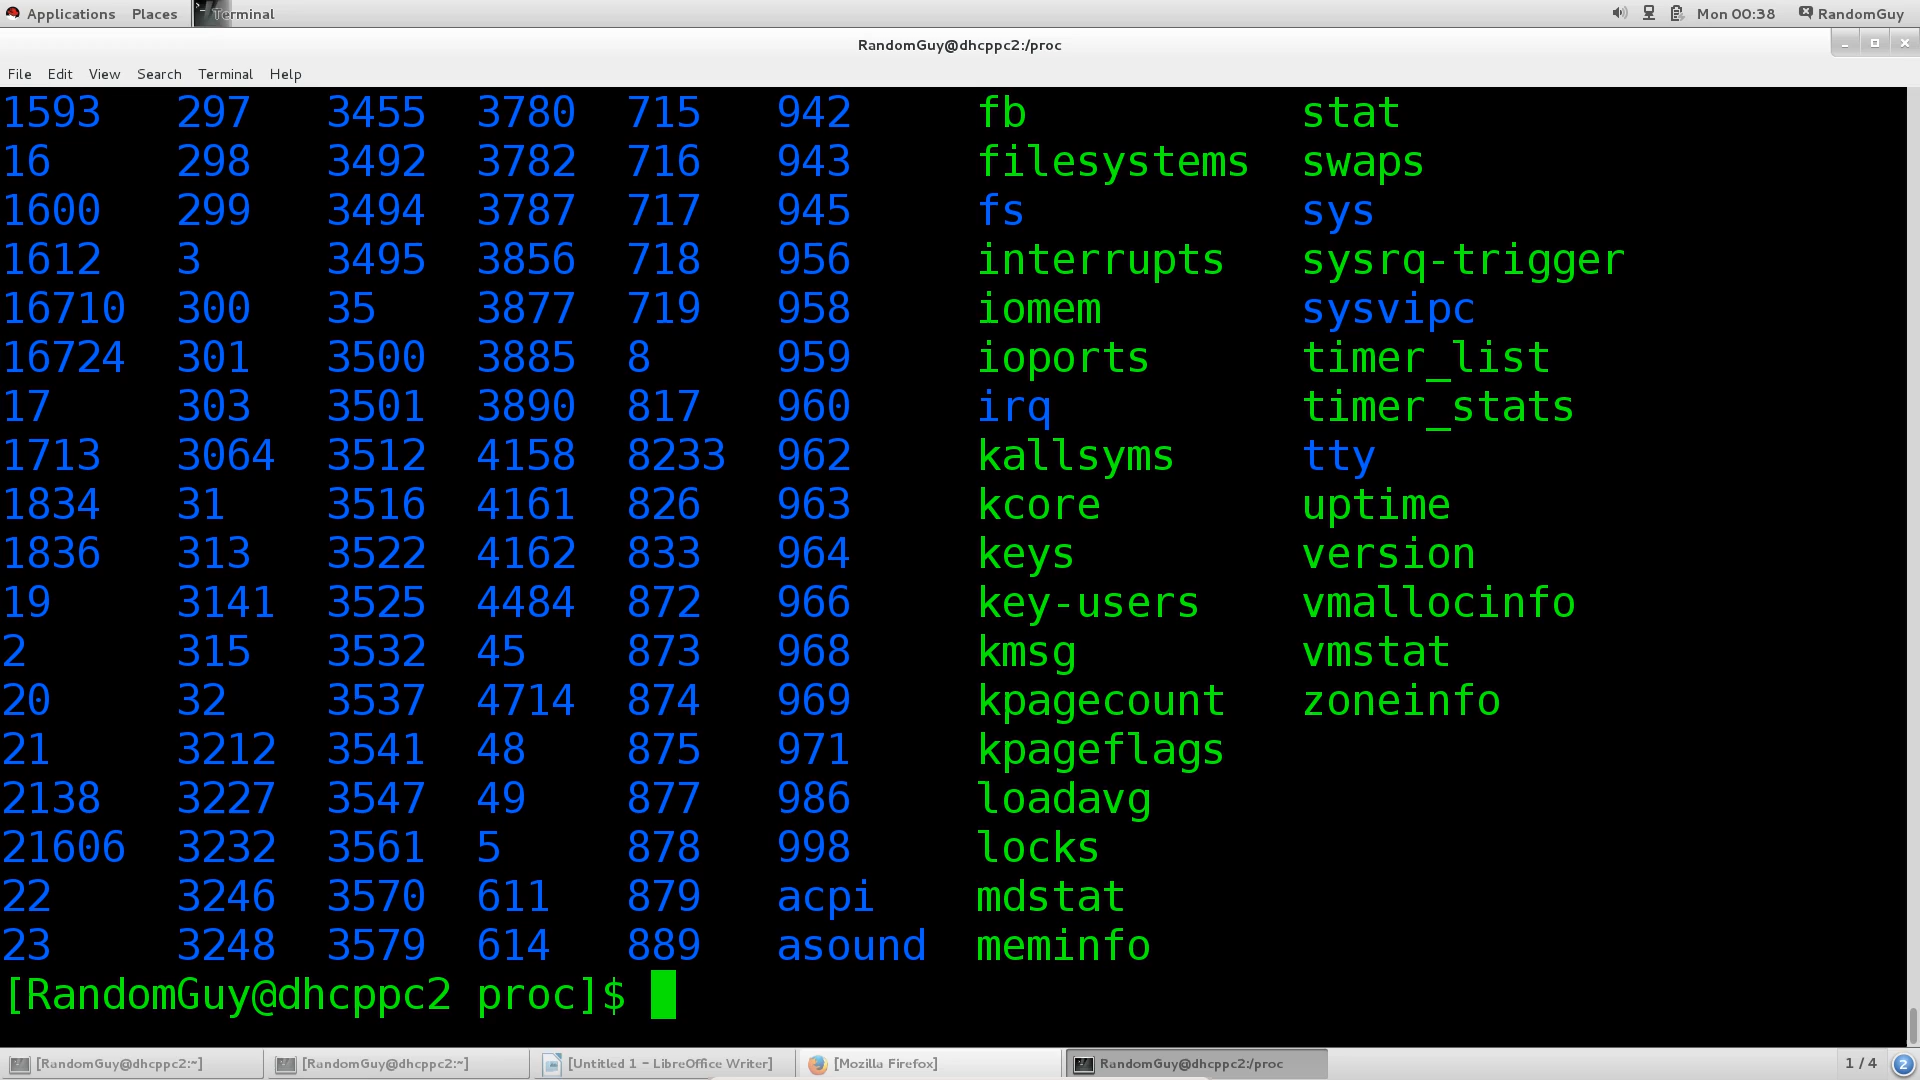 Applications Places Terminal Mon 00:38 RandomGuy
RandomGuy@dhcppc2:/proc
File Edit View Search Terminal Help
1593 297 3455 3780 715 942 fb stat
16 298 3492 3782 716 943 filesystems swaps
1600 299 3494 3787 717 945 fs sys
1612 3 3495 3856 718 956 interrupts sysrq-trigger
16710 300 35 3877 719 958 iomem sysvipc
16724 301 3500 3885 8 959 ioports timer_list
17 303 3501 3890 817 960 irq timer_stats
1713 3064 3512 4158 8233 962 kallsyms tty
1834 31 3516 4161 826 963 kcore uptime
1836 313 3522 4162 833 964 keys version
19 3141 3525 4484 872 966 key-users vmallocinfo
2 315 3532 45 873 968 kmsg vmstat
20 32 3537 4714 874 969 kpagecount zoneinfo
21 3212 3541 48 875 971 kpageflags
2138 3227 3547 49 877 986 loadavg
21606 3232 3561 5 878 998 locks
22 3246 3570 611 879 acpi mdstat
23 3248 3579 614 889 asound meminfo
[RandomGuy@dhcppc2 proc]$
[RandomGuy@dhcppc2:~] [RandomGuy@dhcppc2:~] [Untitled 1 - LibreOffice Writer] [Mozilla Firefox] RandomGuy@dhcppc2:/proc 1 / 4 2